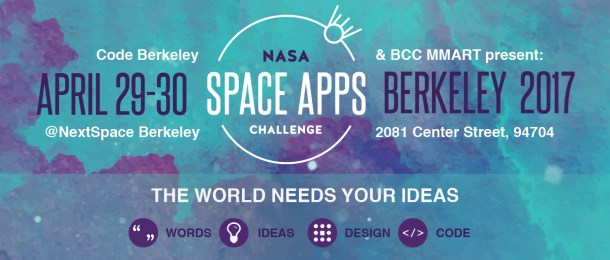 Code Berkeley
APRIL 29-30
@NextSpace Berkeley
NASA
SPACE APPS
CHALLENGE
& BCC MMART present:
BERKELEY 2017
2081 Center Street, 94704
THE WORLD NEEDS YOUR IDEAS
“ „ WORDS IDEAS DESIGN </> CODE